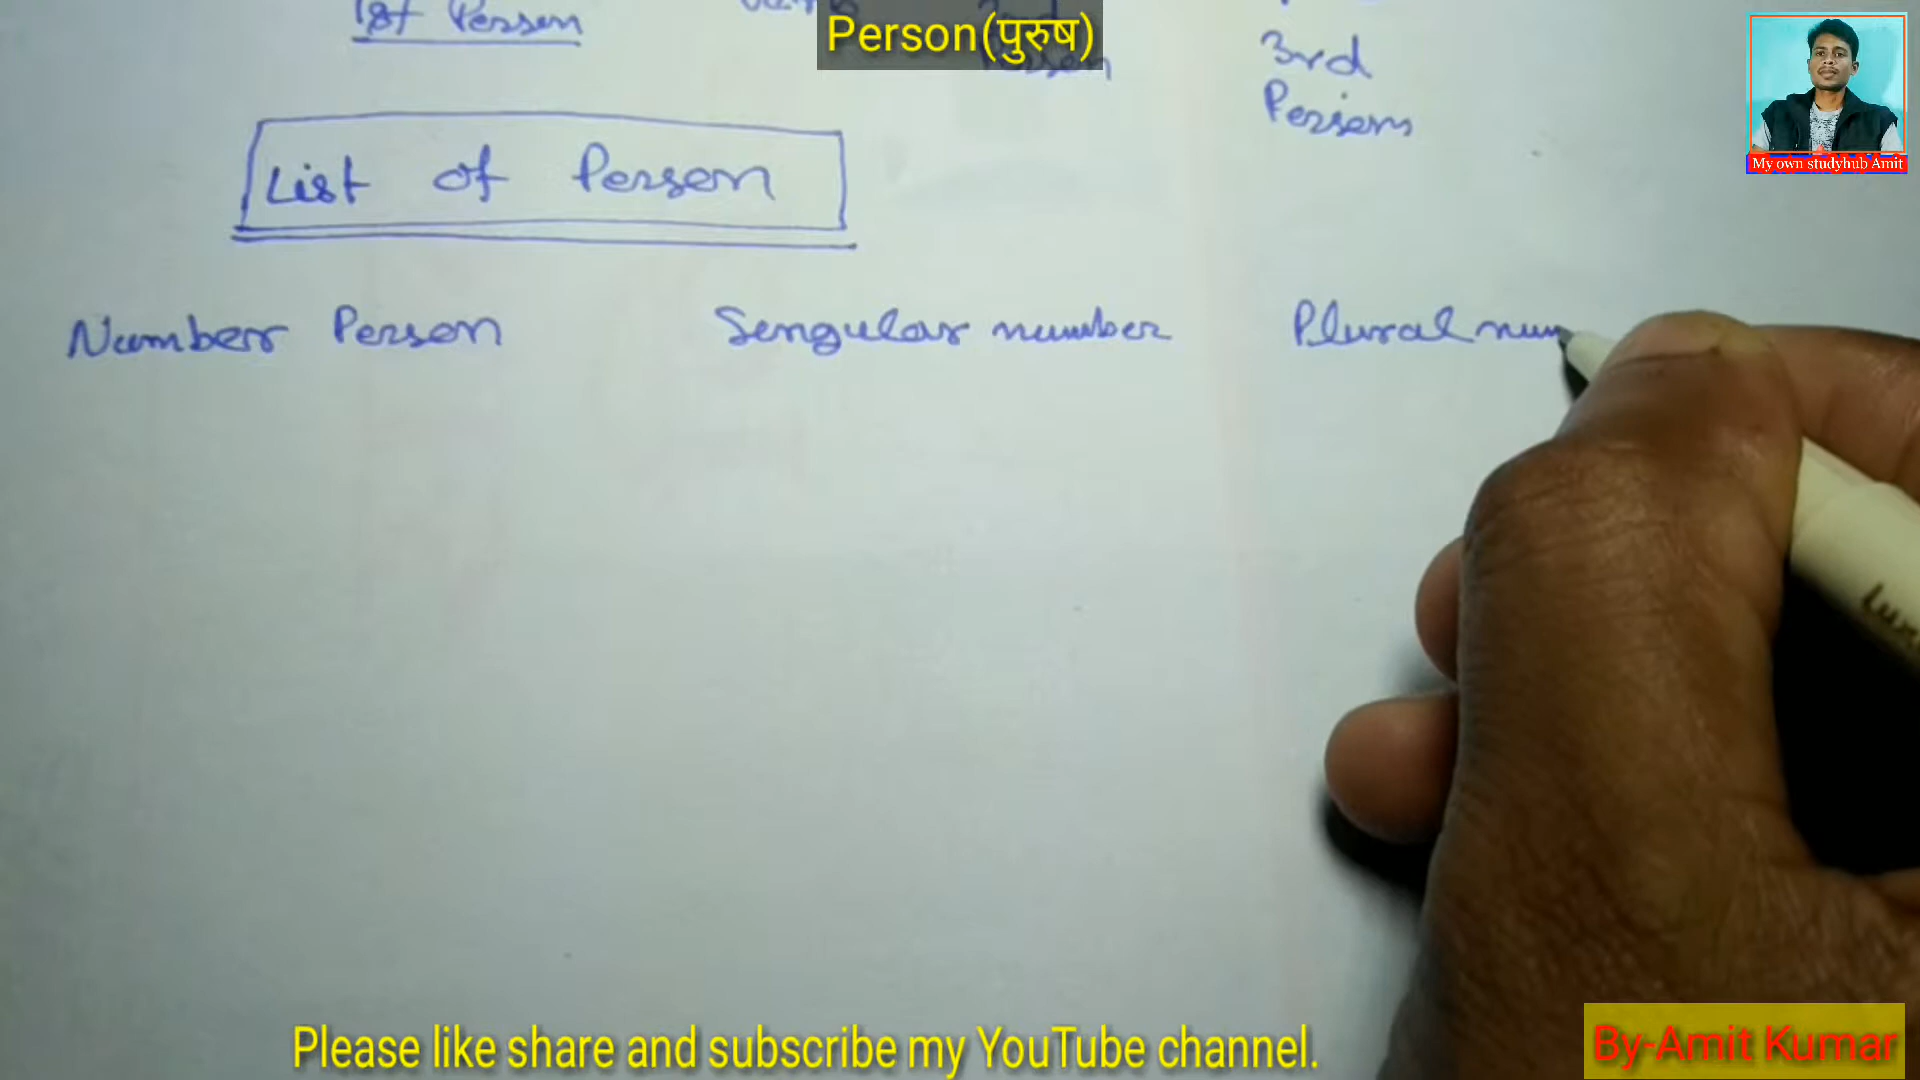 1st Person
Person(पुरुष)
3rd
Person
My own studyhub Amit
List of Person
Number Person Sengular number Plural num
Please like share and subscribe my YouTube channel.
By-Amit Kumar